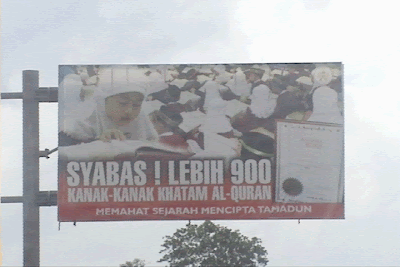 SYABAS ! LEBIH 900
KANAK-KANAK KHATAM AL-QURAN
MEMAHAT SEJARAH MENCIPTA TAMADUN